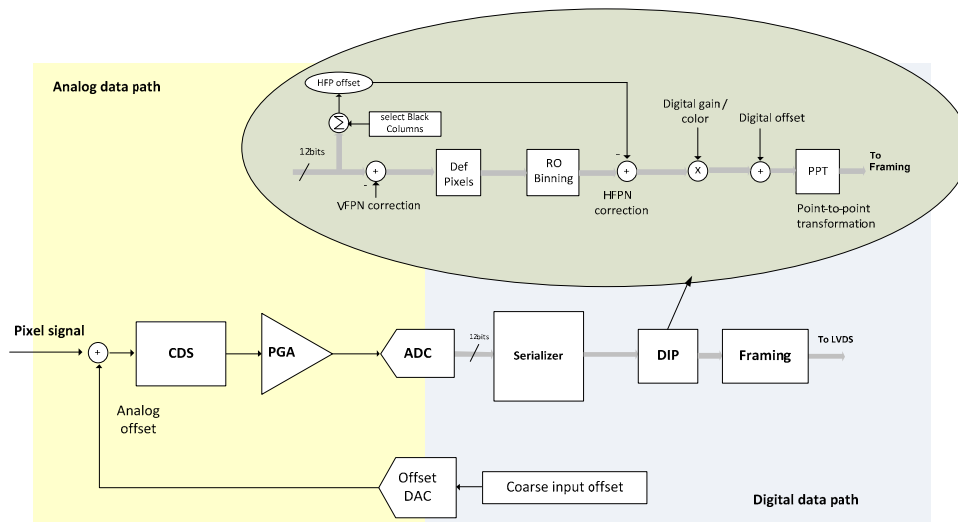 Analog data path
HFP offset
select Black
Columns
Σ
12bits
+
-
VFPN correction
Def
Pixels
RO
Binning
-
+
HFPN
correction
Digital gain /
color
X
Digital offset
+
PPT
To
Framing
Point-to-point
transformation
Pixel signal
+
CDS
PGA
ADC
12bits
Serializer
DIP
Framing
To LVDS
Analog
offset
Offset
DAC
Coarse input offset
Digital data path